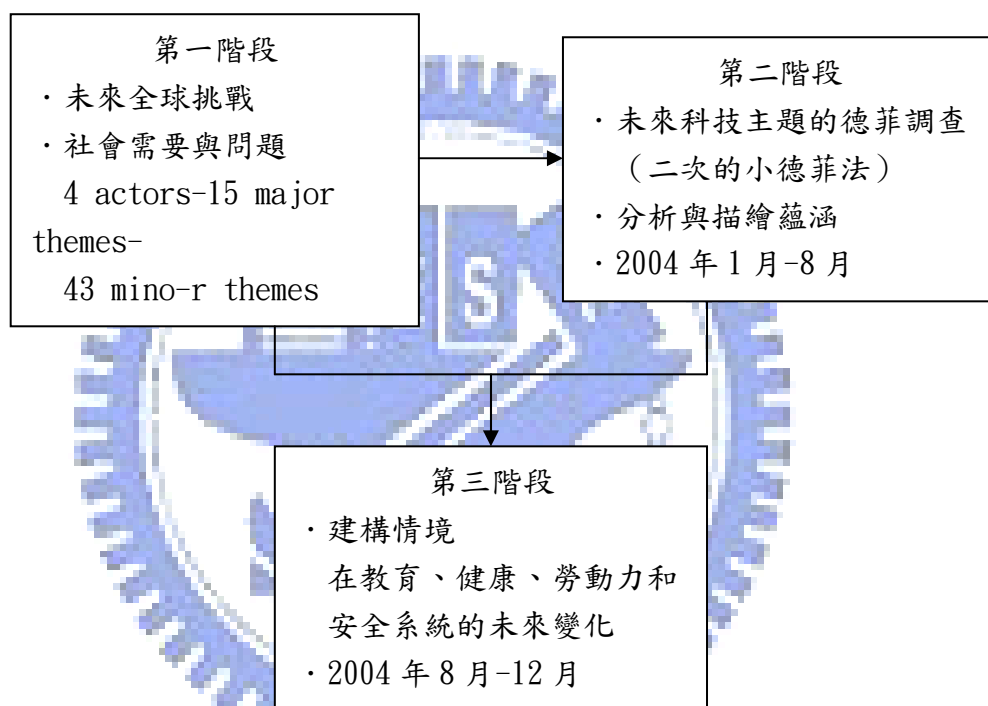 第一階段
·未來全球挑戰
·社會需要與問題
4 actors-15 major
themes-
43 mino-r themes
第二階段
·未來科技主題的德菲調查
（二次的小德菲法）
·分析與描繪蘊涵
·2004 年 1 月-8 月
S
第三階段
·建構情境
在教育、健康、勞動力和
安全系統的未來變化
·2004 年 8 月-12 月